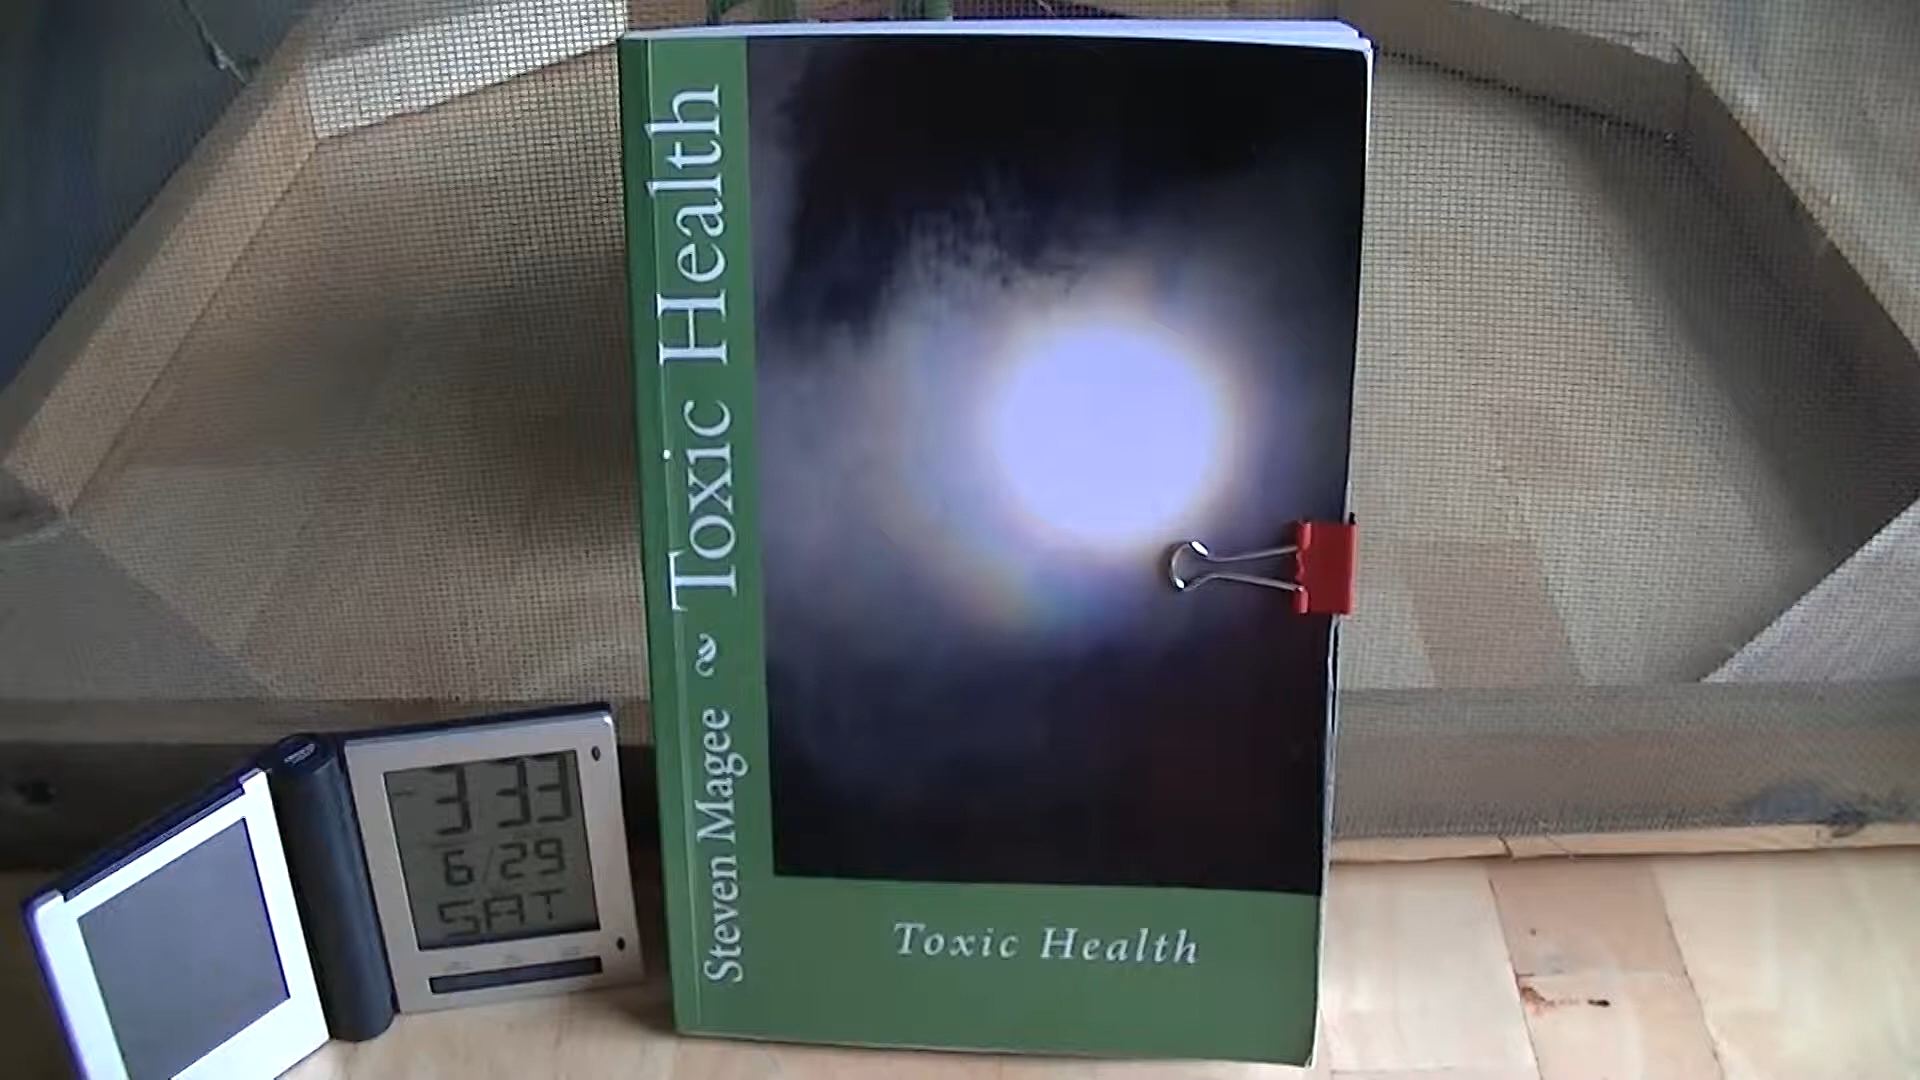 Steven Magee ~ Toxic Health
Toxic Health
3:33
6/29
SAT